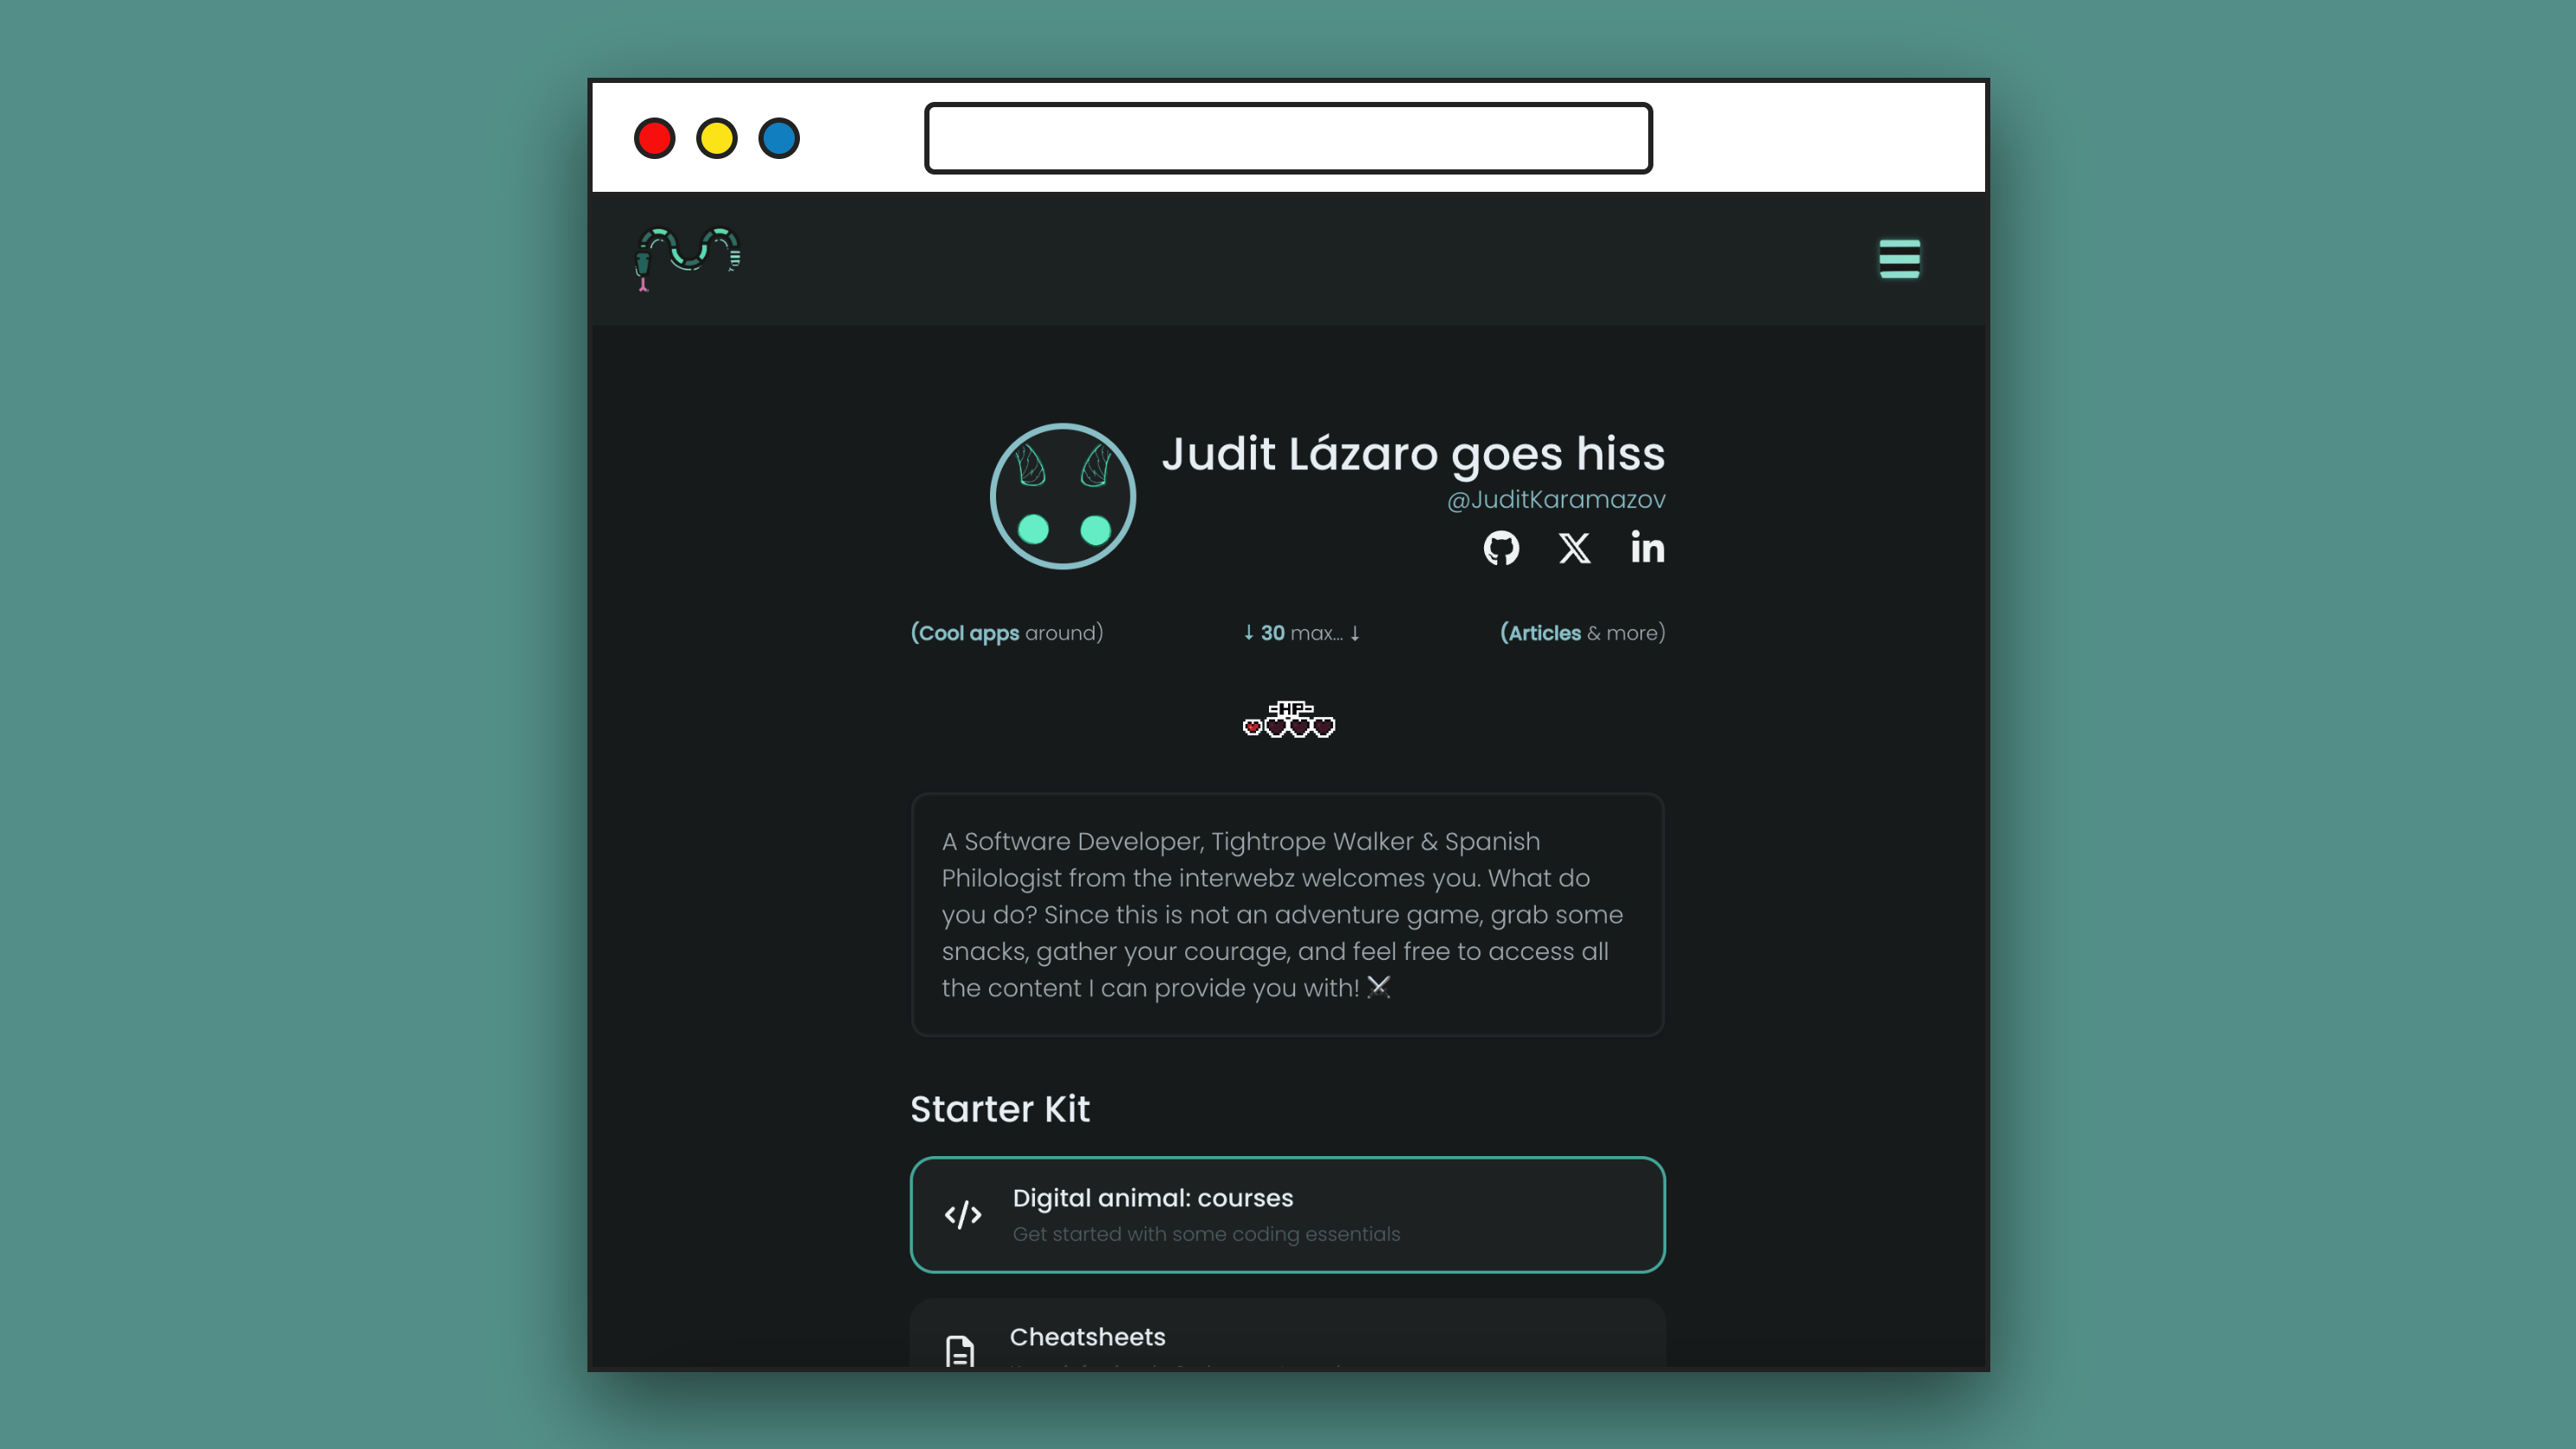 Judit Lázaro goes hiss
@JuditKaramazov
(Cool apps around)
↓ 30 max... ↓
(Articles & more)
HP
A Software Developer, Tightrope Walker & Spanish
Philologist from the interwebz welcomes you. What do
you do? Since this is not an adventure game, grab some
snacks, gather your courage, and feel free to access all
the content I can provide you with! ⚔
Starter Kit
</> Digital animal: courses
Get started with some coding essentials
Cheatsheets